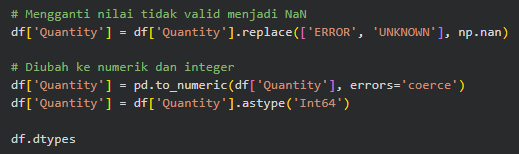 # Mengganti nilai tidak valid menjadi NaN
df['Quantity'] = df['Quantity'].replace(['ERROR', 'UNKNOWN'], np.nan)
# Diubah ke numerik dan integer
df['Quantity'] = pd.to_numeric(df['Quantity'], errors='coerce')
df['Quantity'] = df['Quantity'].astype('Int64')
df.dtypes